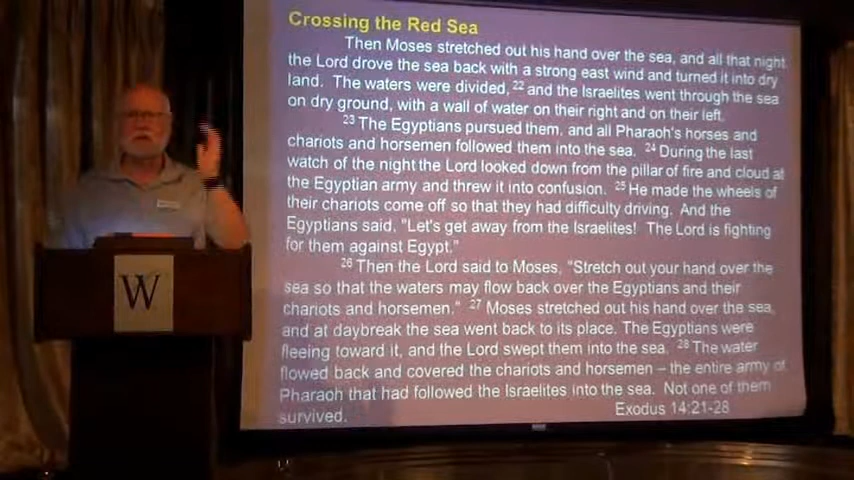 Crossing the Red Sea
Then Moses stretched out his hand over the sea, and all that night
the Lord drove the sea back with a strong east wind and turned it into dry
land. The waters were divided, 22 and the Israelites went through the sea
on dry ground, with a wall of water on their right and on their left.
23 The Egyptians pursued them, and all Pharaoh's horses and
chariots and horsemen followed them into the sea. 24 During the last
watch of the night the Lord looked down from the pillar of fire and cloud at
the Egyptian army and threw it into confusion. 25 He made the wheels of
their chariots come off so that they had difficulty driving. And the
Egyptians said, "Let's get away from the Israelites! The Lord is fighting
for them against Egypt."
26 Then the Lord said to Moses, "Stretch out your hand over the
sea so that the waters may flow back over the Egyptians and their
chariots and horsemen." 27 Moses stretched out his hand over the sea,
and at daybreak the sea went back to its place. The Egyptians were
fleeing toward it, and the Lord swept them into the sea. 28 The water
flowed back and covered the chariots and horsemen – the entire army of
Pharaoh that had followed the Israelites into the sea. Not one of them
survived.
Exodus 14:21-28
W